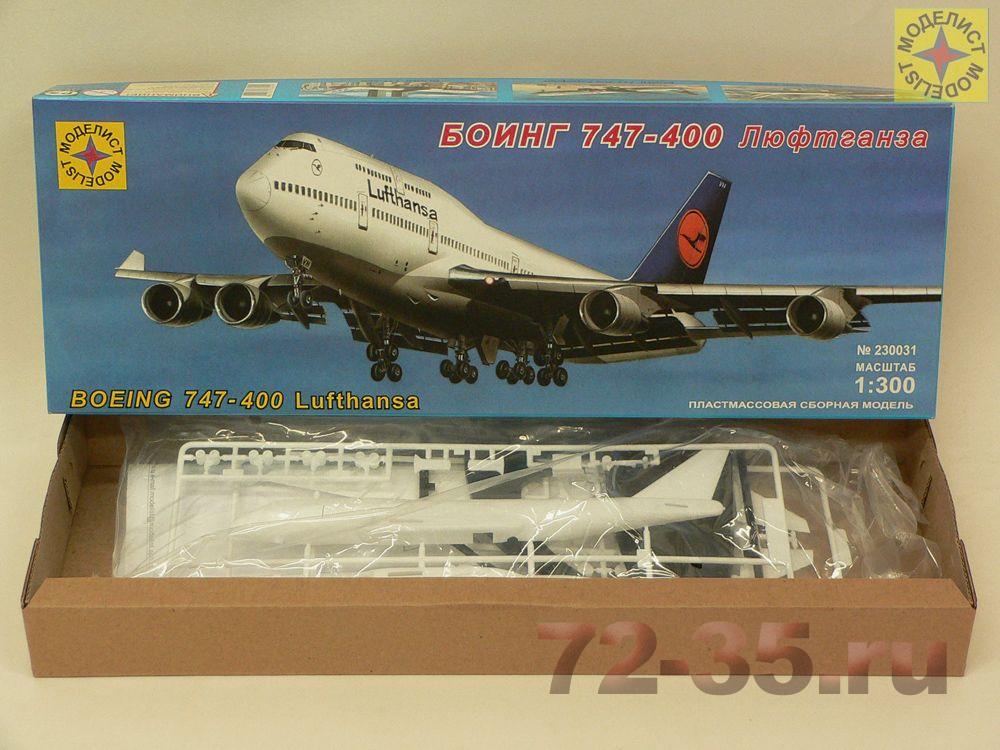 МОДЕЛИСТ
MODELIST
МОДЕЛИСТ
MODELIST
БОИНГ 747-400 Люфтганза
Lufthansa
№ 230031
МАСШТАБ
1:300
ПЛАСТМАССОВАЯ СБОРНАЯ МОДЕЛЬ
BOEING 747-400 Lufthansa
72-35.ru